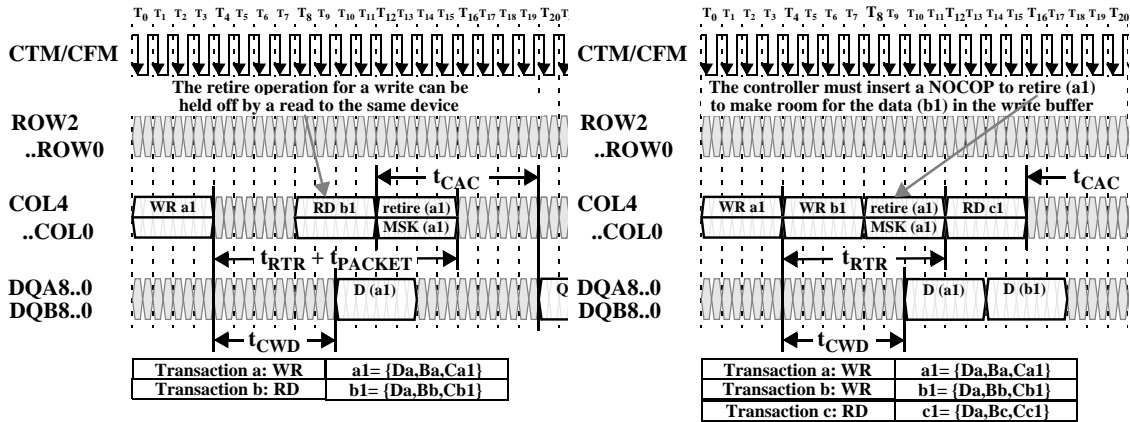 T0 T1 T2 T3 T4 T5 T6 T7 T8 T9 T10 T11 T12 T13 T14 T15 T16 T17 T18 T19 T20
CTM/CFM
The retire operation for a write can be
held off by a read to the same device
ROW2
..ROW0
tCAC
COL4
..COL0
WR a1
RD b1
retire (a1)
MSK (a1)
tRTR + tPACKET
DQA8..0
DQB8..0
D (a1)
Q
tCWD
Transaction a: WR a1= {Da,Ba,Ca1}
Transaction b: RD b1= {Da,Bb,Cb1}
T0 T1 T2 T3 T4 T5 T6 T7 T8 T9 T10 T11 T12 T13 T14 T15 T16 T17 T18 T19 T20
CTM/CFM
The controller must insert a NOCOP to retire (a1)
to make room for the data (b1) in the write buffer
ROW2
..ROW0
tCAC
COL4
..COL0
WR a1
WR b1
retire (a1)
MSK (a1)
RD c1
tRTR
DQA8..0
DQB8..0
D (a1)
D (b1)
tCWD
Transaction a: WR a1= {Da,Ba,Ca1}
Transaction b: WR b1= {Da,Bb,Cb1}
Transaction c: RD c1= {Da,Bc,Cc1}